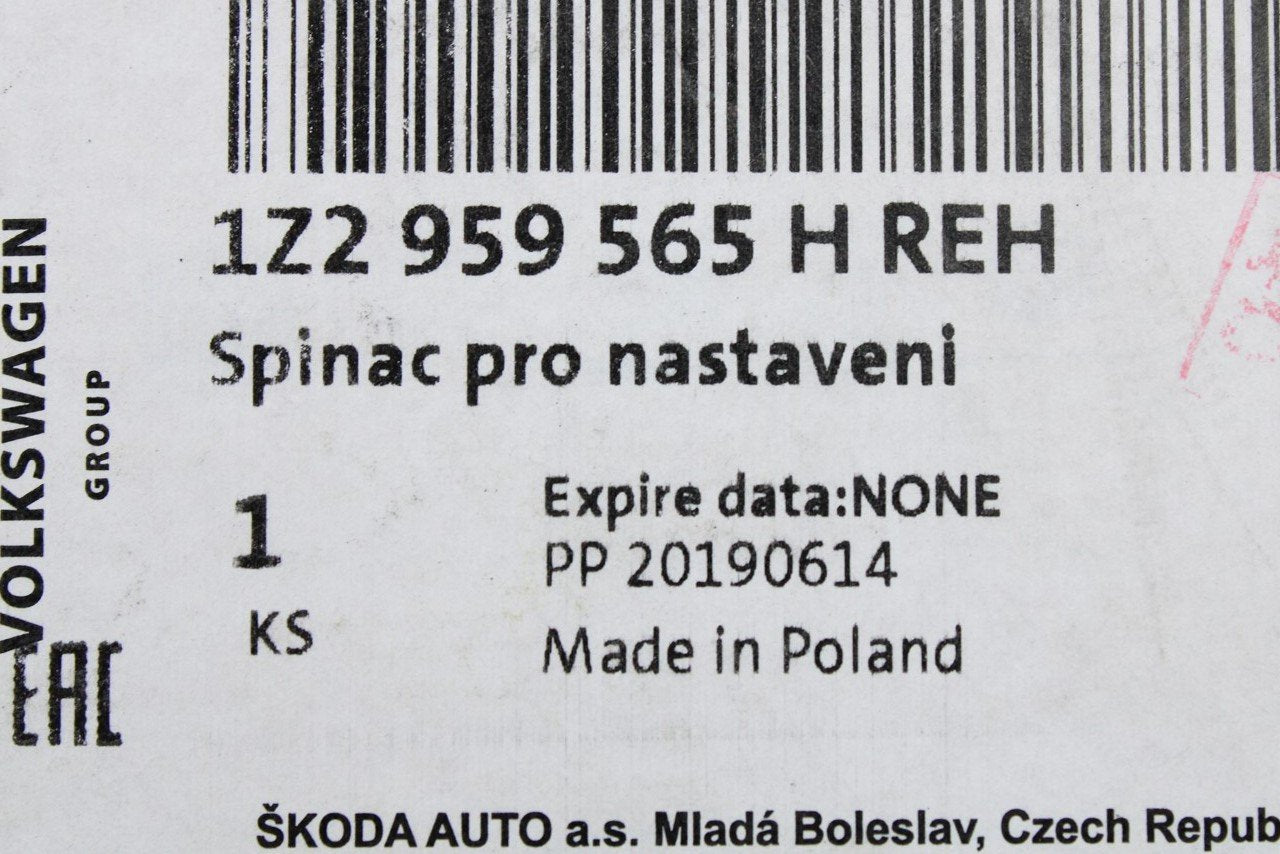 1Z2 959 565 H REH
Spinac pro nastaveni
1
KS
Expire data:NONE
PP 20190614
Made in Poland
VOLKSWAGEN
GROUP
EAC
ŠKODA AUTO a.s. Mladá Boleslav, Czech Repub